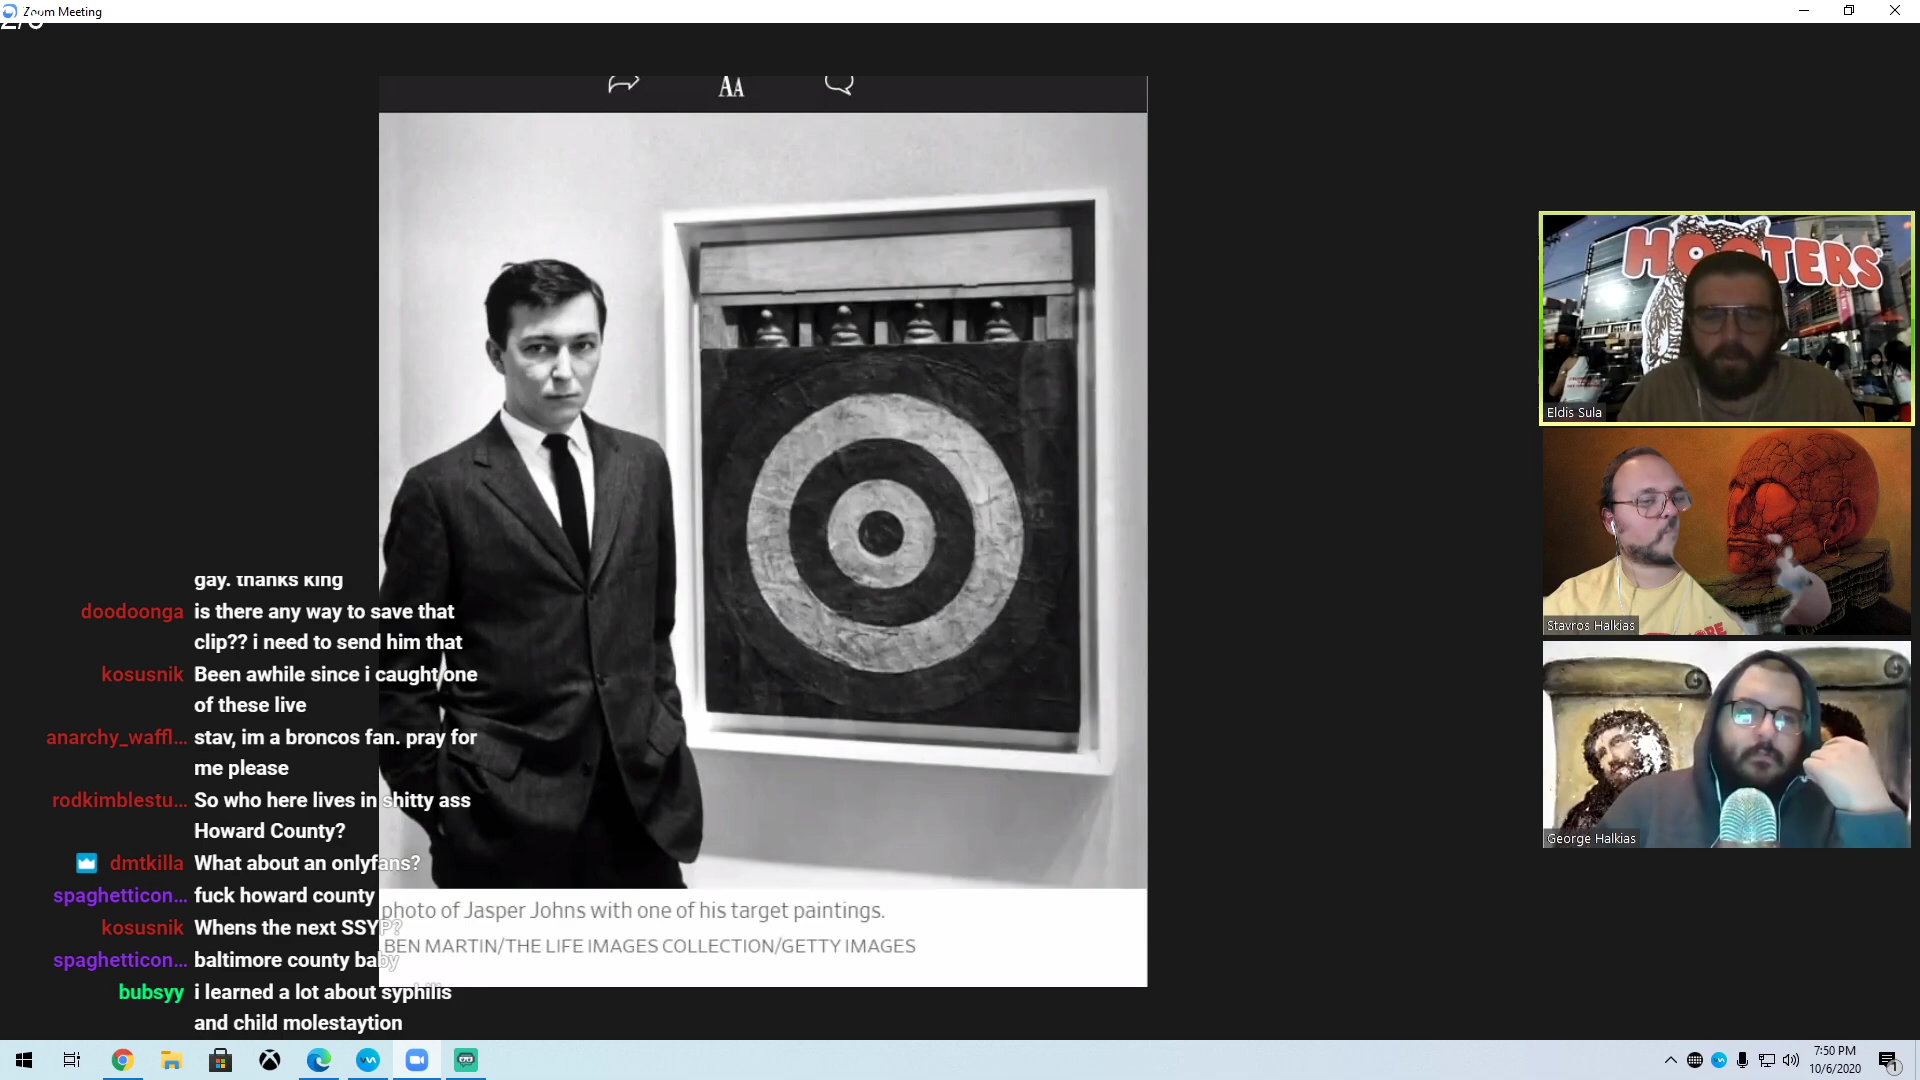 Zoom Meeting
AA
HOOTERS
Eldis Sula
Stavros Halkias
George Halkias
gay. thanks king
doodoonga is there any way to save that
clip?? i need to send him that
kosusnik Been awhile since i caught one
of these live
anarchy_waffl... stav, im a broncos fan. pray for
me please
rodkimblestu... So who here lives in shitty ass
Howard County?
dmtkilla What about an onlyfans?
spaghetticon... fuck howard county
kosusnik Whens the next SSYP?
spaghetticon... baltimore county baby
bubsyy i learned a lot about syphilis
and child molestaytion
photo of Jasper Johns with one of his target paintings.
BEN MARTIN/THE LIFE IMAGES COLLECTION/GETTY IMAGES
7:50 PM
10/6/2020
1